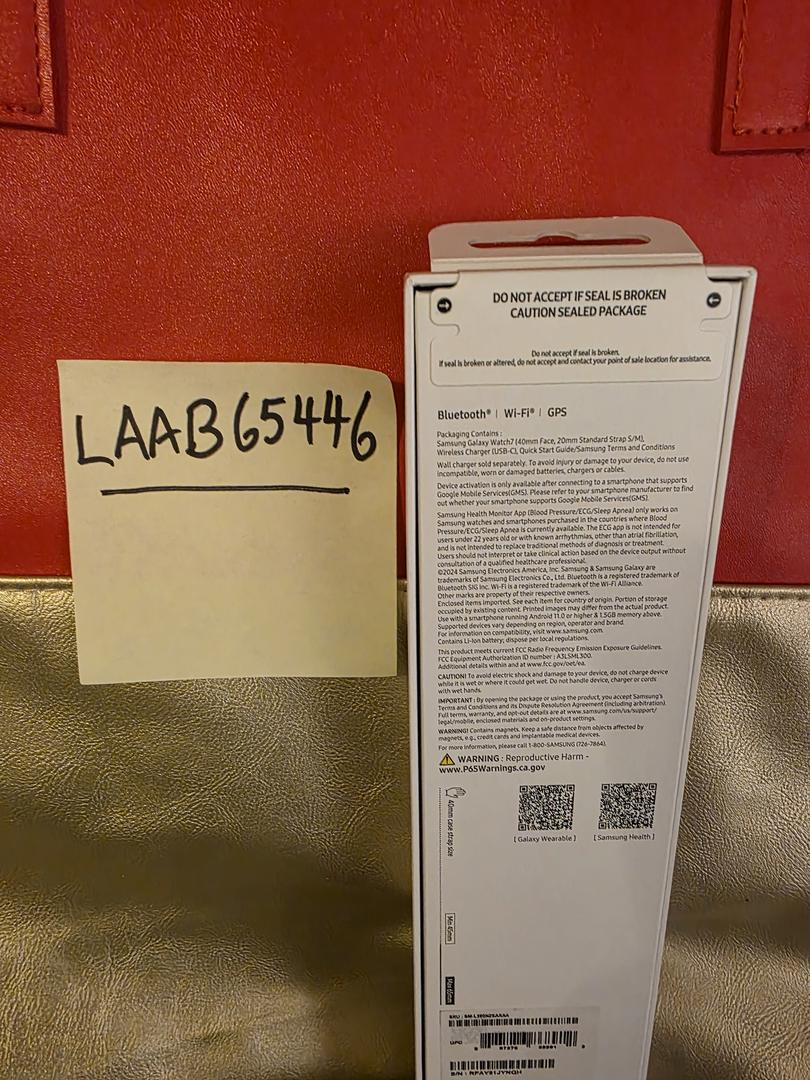 LAAB65446
DO NOT ACCEPT IF SEAL IS BROKEN
CAUTION SEALED PACKAGE
Do not accept if seal is broken.
If seal is broken or altered, do not accept and contact your point of sale location for assistance.
Bluetooth® | Wi-Fi® | GPS
Packaging Contains :
Samsung Galaxy Watch7 (40mm Face, 20mm Standard Strap S/M),
Wireless Charger (USB-C), Quick Start Guide/Samsung Terms and Conditions
Wall charger sold separately. To avoid injury or damage to your device, do not use
incompatible, worn or damaged batteries, chargers or cables.
Device activation is only available after connecting to a smartphone that supports
Google Mobile Services(GMS). Please refer to your smartphone manufacturer to find
out whether your smartphone supports Google Mobile Services(GMS).
Samsung Health Monitor App (Blood Pressure/ECG/Sleep Apnea) only works on
Samsung watches and smartphones purchased in the countries where Blood
Pressure/ECG/Sleep Apnea is currently available. The ECG app is not intended for
users under 22 years old or with known arrhythmias, other than atrial fibrillation,
and is not intended to replace traditional methods of diagnosis or treatment.
Users should not interpret or take clinical action based on the device output without
consultation of a qualified healthcare professional.
©2024 Samsung Electronics America, Inc. Samsung & Samsung Galaxy are
trademarks of Samsung Electronics Co., Ltd. Bluetooth is a registered trademark of
Bluetooth SIG Inc. Wi-Fi is a registered trademark of the Wi-Fi Alliance.
Other marks are property of their respective owners.
Enclosed items imported. See each item for country of origin. Portion of storage
occupied by existing content. Printed images may differ from the actual product.
Use with a smartphone running Android 11.0 or higher & 1.5GB memory above.
Supported devices vary depending on region, operator and brand.
For information on compatibility, visit www.samsung.com.
Contains Li-Ion battery; dispose per local regulations.
This product meets current FCC Radio Frequency Emission Exposure Guidelines.
FCC Equipment Authorization ID number : A3LSML300.
Additional details within and at www.fcc.gov/oet/ea.
CAUTION! To avoid electric shock and damage to your device, do not charge device
while it is wet or where it could get wet. Do not handle device, charger or cords
with wet hands.
IMPORTANT : By opening the package or using the product, you accept Samsung's
Terms and Conditions and its Dispute Resolution Agreement (including arbitration).
Full terms, warranty, and opt-out details are at www.samsung.com/us/support/
legal/mobile, enclosed materials and on-product settings.
WARNING! Contains magnets. Keep a safe distance from objects affected by
magnets, e.g., credit cards and implantable medical devices.
For more information, please call 1-800-SAMSUNG (726-7864).
WARNING : Reproductive Harm -
www.P65Warnings.ca.gov
40mm case strap size
[ Galaxy Wearable ] [ Samsung Health ]
UPC